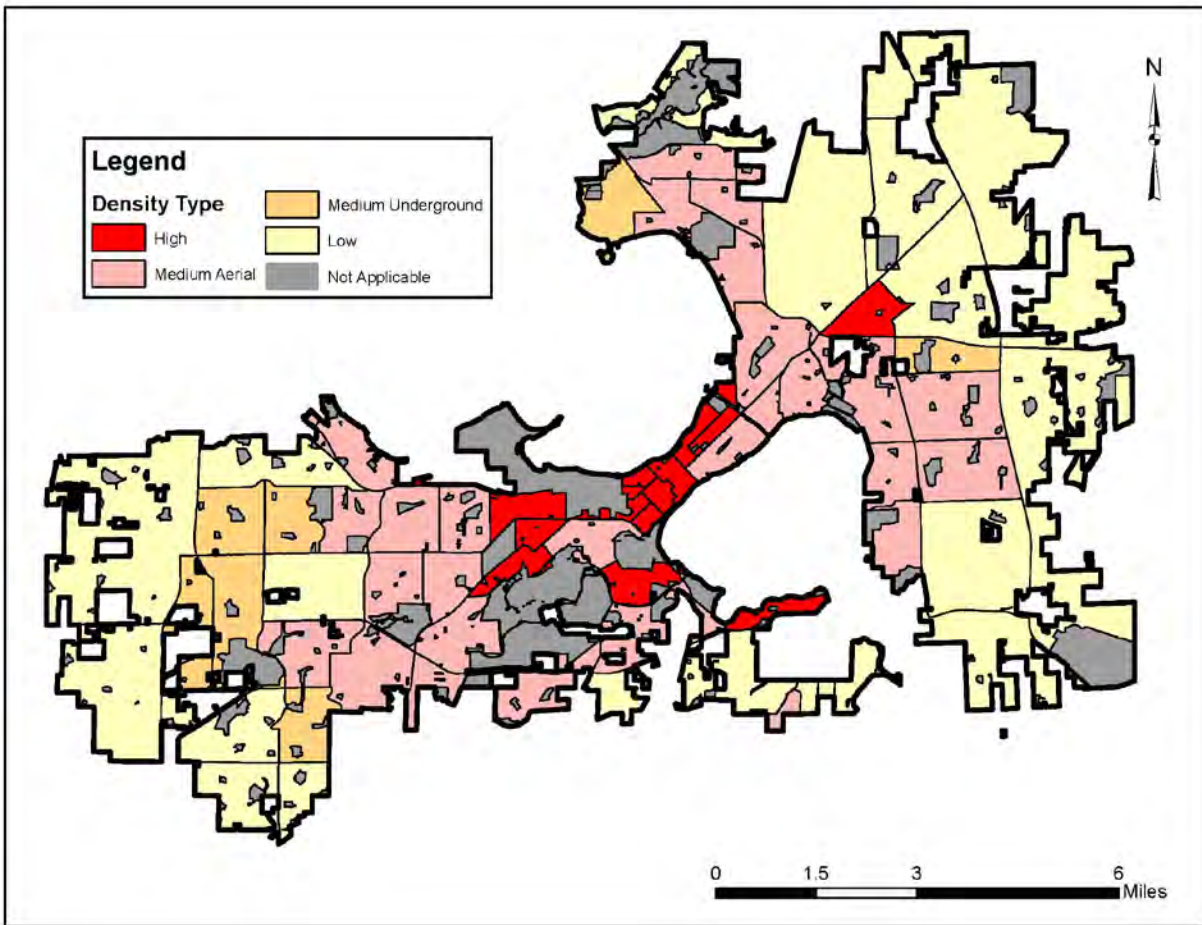 N
Legend
Density Type
High
Medium Aerial
Medium Underground
Low
Not Applicable
0 1.5 3 6
Miles